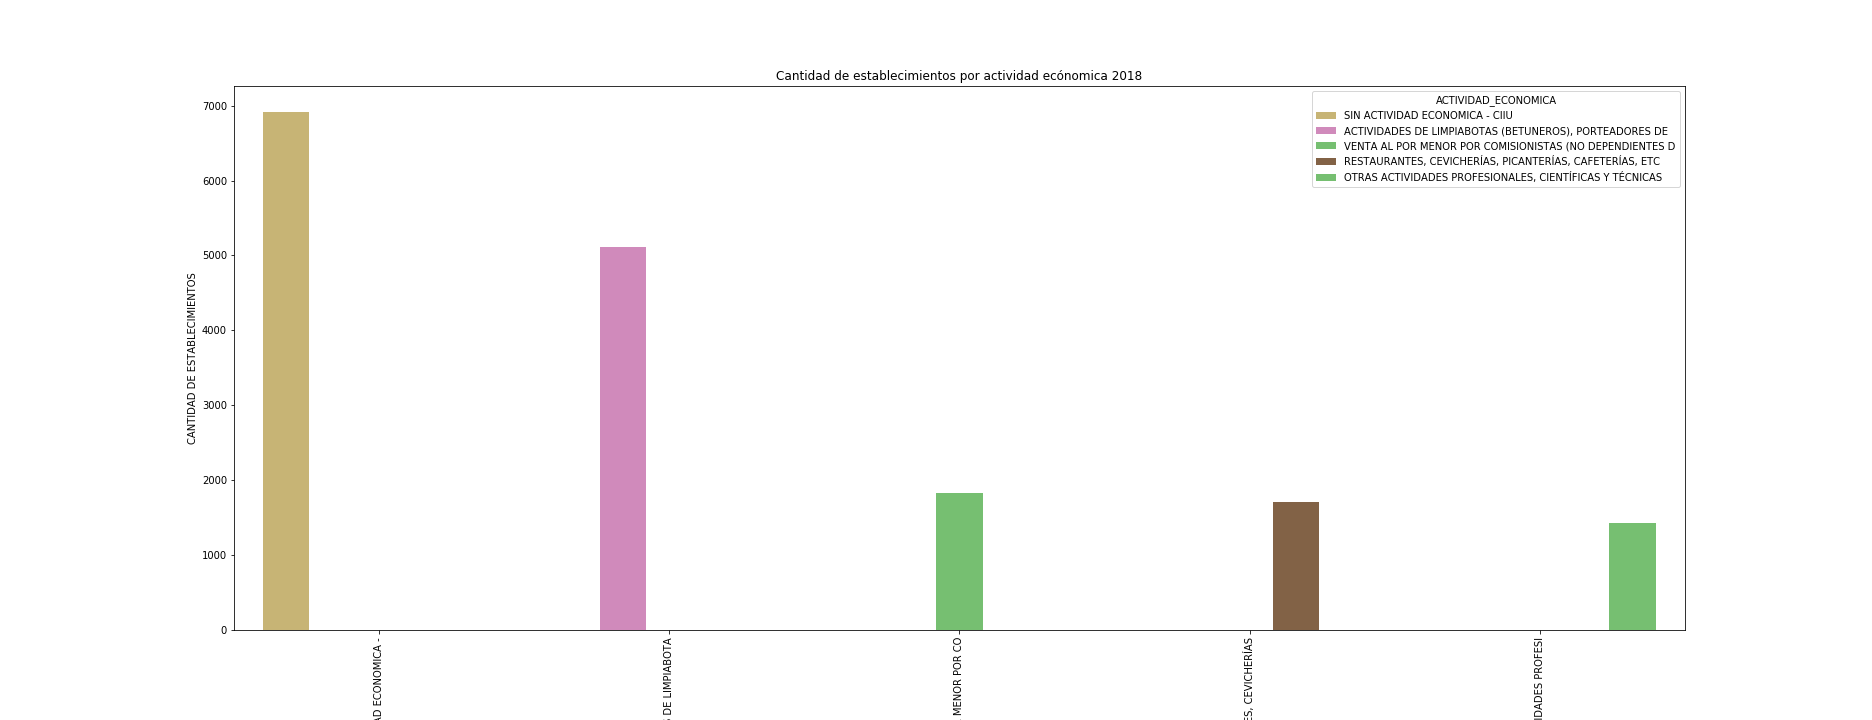 Cantidad de establecimientos por actividad ecónomica 2018
ACTIVIDAD_ECONOMICA
SIN ACTIVIDAD ECONOMICA - CIIU
ACTIVIDADES DE LIMPIABOTAS (BETUNEROS), PORTEADORES DE
VENTA AL POR MENOR POR COMISIONISTAS (NO DEPENDIENTES D
RESTAURANTES, CEVICHERÍAS, PICANTERÍAS, CAFETERÍAS, ETC
OTRAS ACTIVIDADES PROFESIONALES, CIENTÍFICAS Y TÉCNICAS
CANTIDAD DE ESTABLECIMIENTOS
7000
6000
5000
4000
3000
2000
1000
0
AD ECONOMICA -
DE LIMPIABOTA
MENOR POR CO
ES, CEVICHERÍAS
IDADES PROFESI